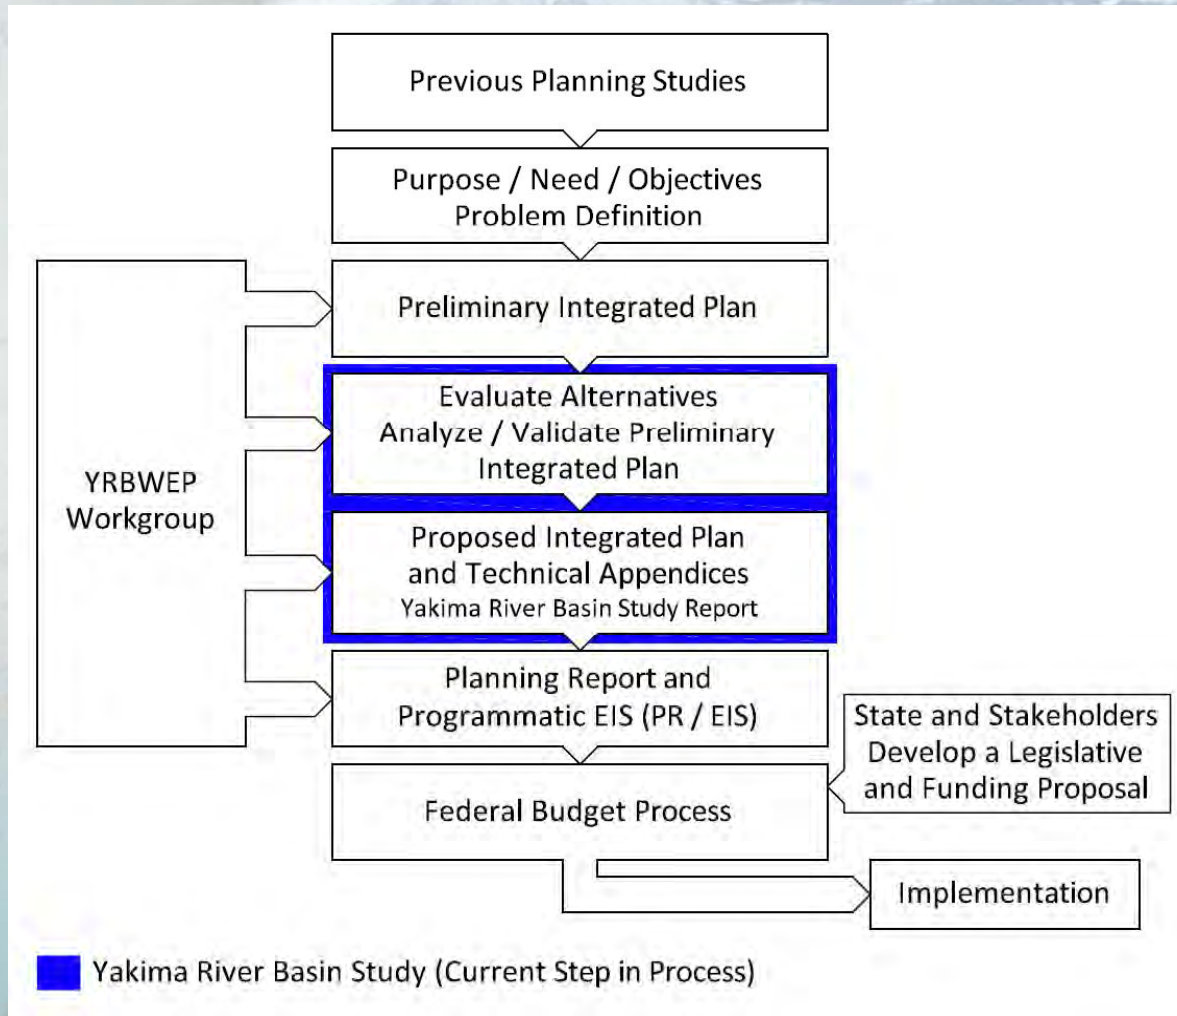 Previous Planning Studies
Purpose / Need / Objectives
Problem Definition
Preliminary Integrated Plan
Evaluate Alternatives
Analyze / Validate Preliminary
Integrated Plan
YRBWEP
Workgroup
Proposed Integrated Plan
and Technical Appendices
Yakima River Basin Study Report
Planning Report and
Programmatic EIS (PR / EIS)
State and Stakeholders
Develop a Legislative
and Funding Proposal
Federal Budget Process
Implementation
Yakima River Basin Study (Current Step in Process)